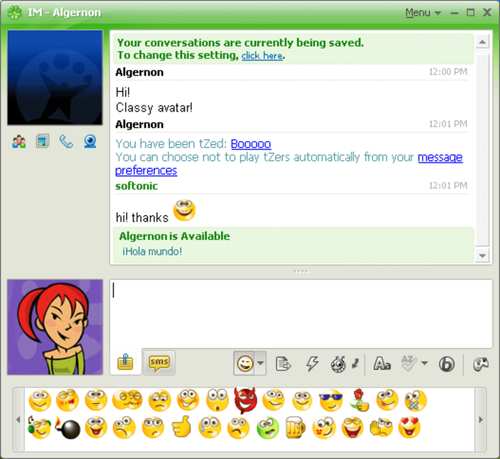 IM - Algernon
Menu
Your conversations are currently being saved.
To change this setting, click here.
Algernon 12:00 PM
Hi!
Classy avatar!
Algernon 12:01 PM
You have been tZed: Booooo
You can choose not to play tZers automatically from your message
preferences
softonic 12:01 PM
hi! thanks
Algernon is Available
¡Hola mundo!
sms
Aa